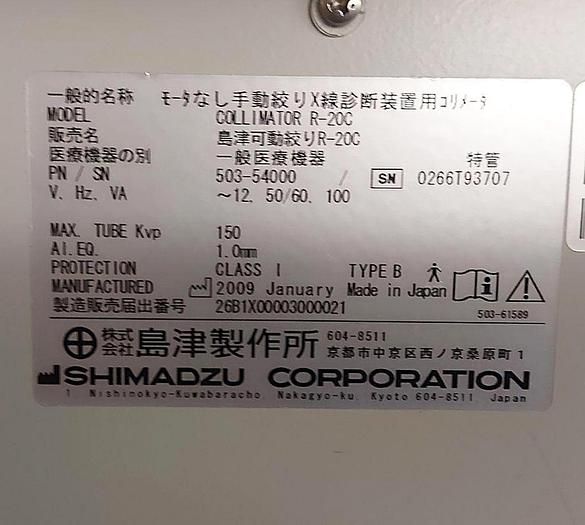 一般的名称 モータなし手動絞りX線診断装置用コリメータ
MODEL COLLIMATOR R-20C
販売名 島津可動絞りR-20C
医療機器の別 一般医療機器 特管
PN / SN 503-54000 / SN 0266T93707
V, Hz, VA ～12, 50/60, 100
MAX. TUBE Kvp 150
Al.EQ. 1.0mm
PROTECTION CLASS I TYPE B
MANUFACTURED 2009 January Made in Japan
製造販売届出番号 26B1X00003000021
503-61589
株式会社 島津製作所 604-8511
京都市中京区西ノ京桑原町1
SHIMADZU CORPORATION
1, Nishinokyo-Kuwabaracho, Nakagyo-ku, Kyoto 604-8511, Japan